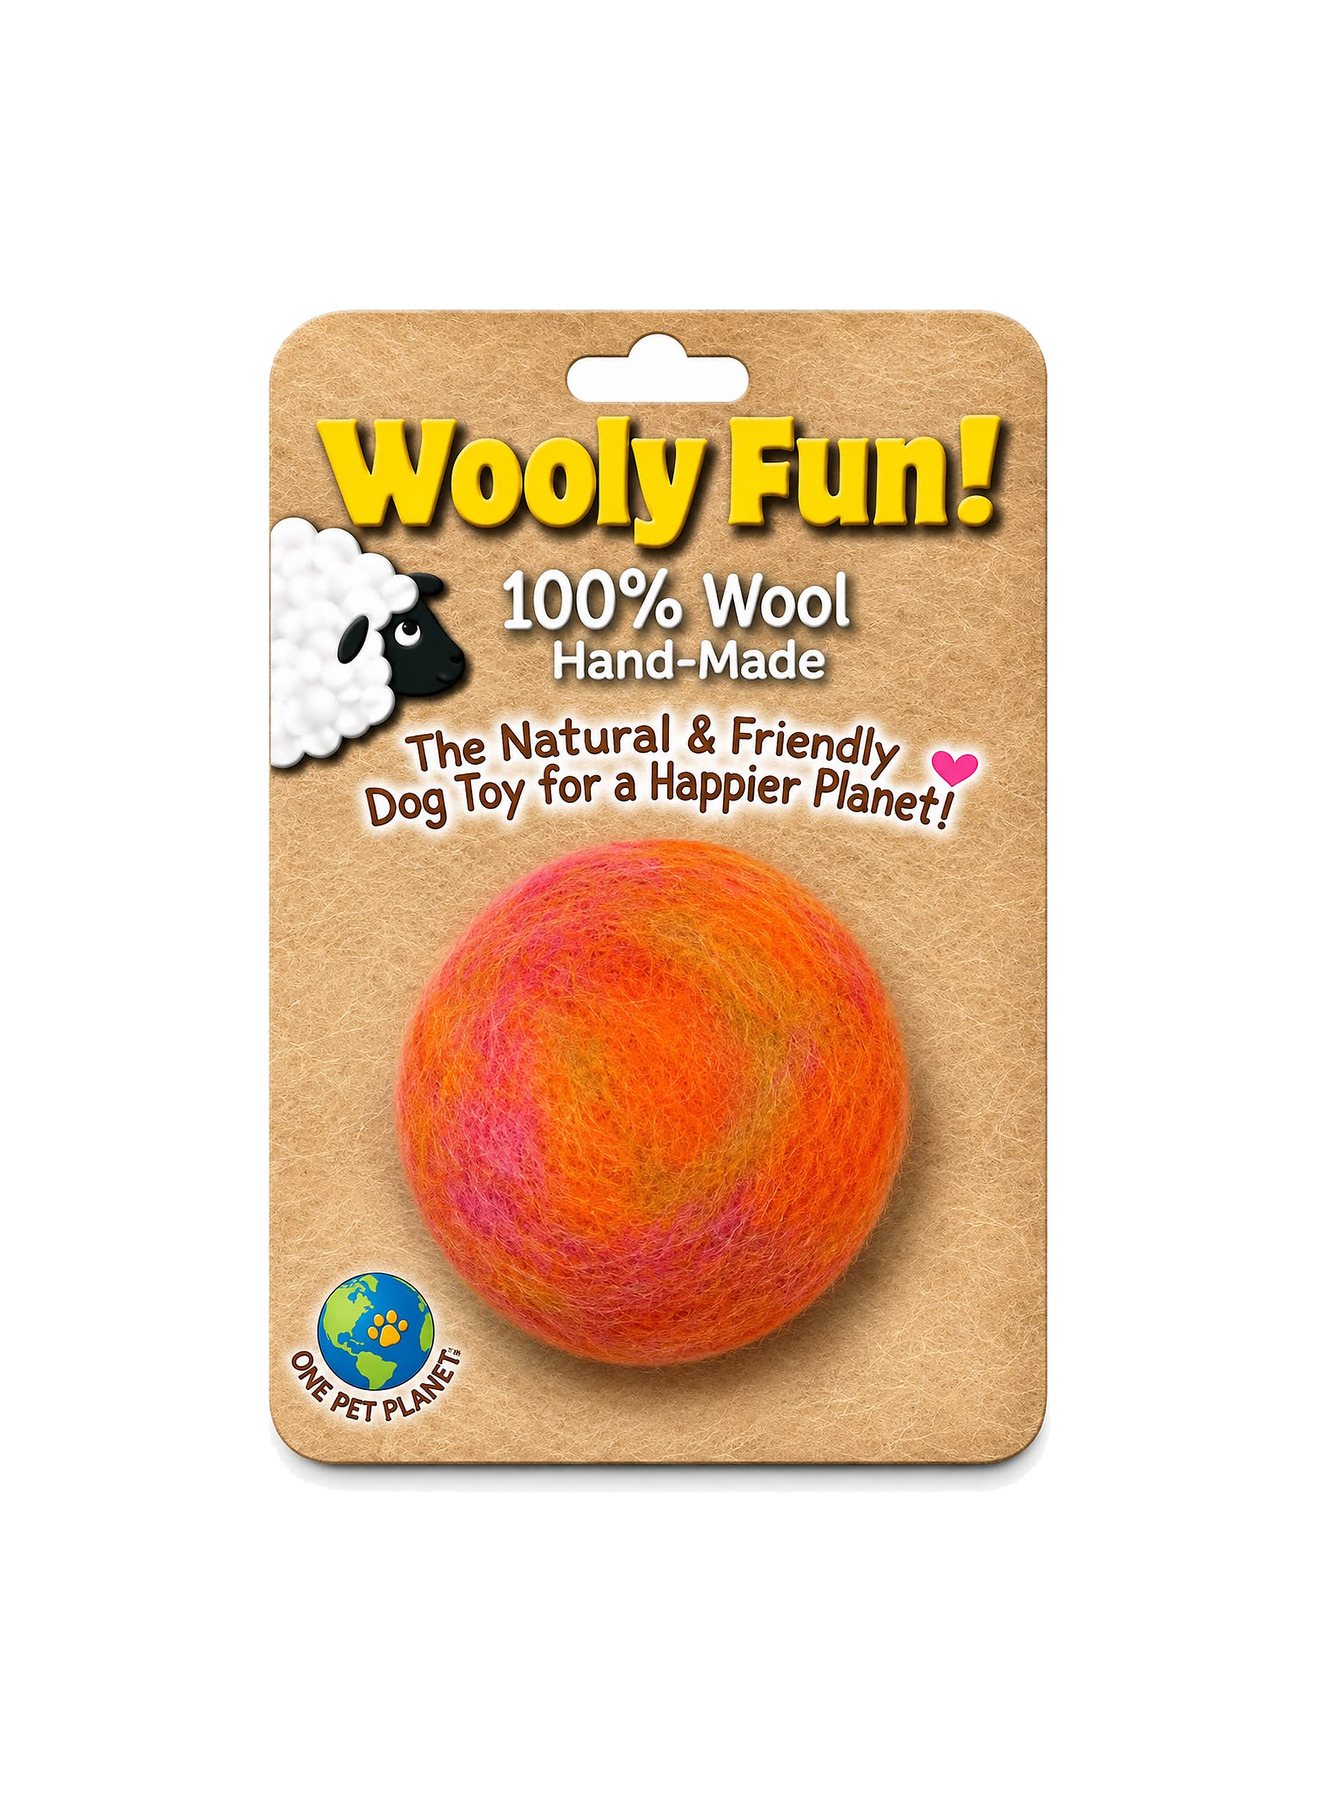 Wooly Fun!
100% Wool
Hand-Made
The Natural & Friendly
Dog Toy for a Happier Planet!
ONE PET PLANET